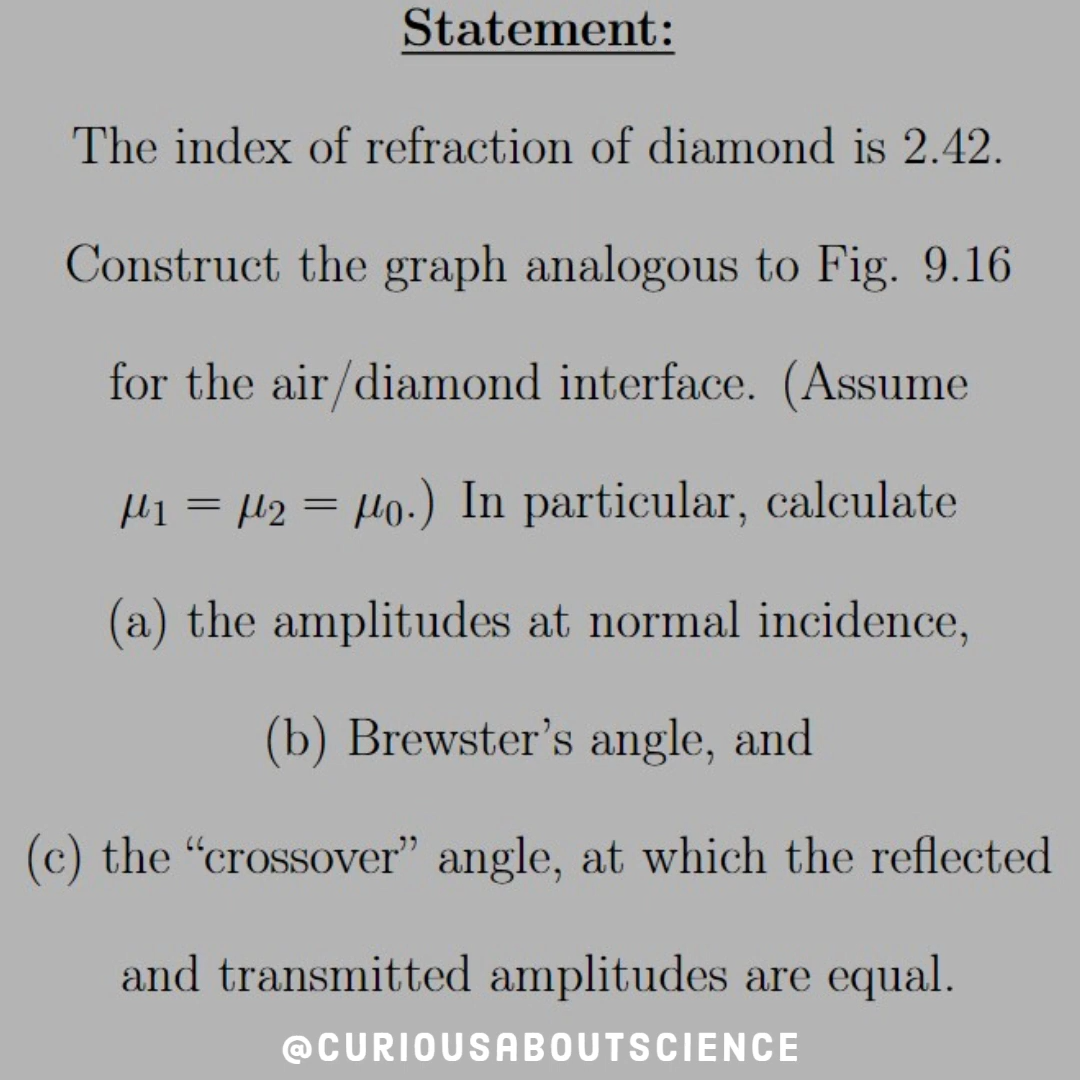 Statement:
The index of refraction of diamond is 2.42.
Construct the graph analogous to Fig. 9.16
for the air/diamond interface. (Assume
μ₁ = μ₂ = μ₀.) In particular, calculate
(a) the amplitudes at normal incidence,
(b) Brewster’s angle, and
(c) the “crossover” angle, at which the reflected
and transmitted amplitudes are equal.
@CURIOUSABOUTSCIENCE